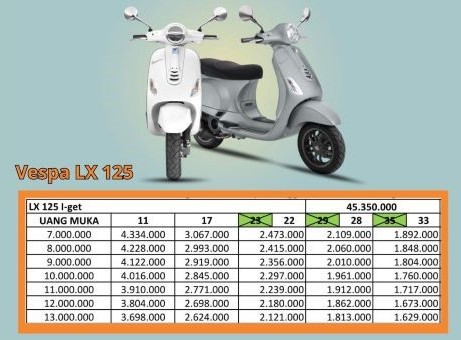 Vespa LX 125
LX 125 I-get 45.350.000
UANG MUKA 11 17 23 22 29 28 35 33
7.000.000 4.334.000 3.067.000 2.473.000 2.109.000 1.892.000
8.000.000 4.228.000 2.993.000 2.415.000 2.060.000 1.848.000
9.000.000 4.122.000 2.919.000 2.356.000 2.010.000 1.804.000
10.000.000 4.016.000 2.845.000 2.297.000 1.961.000 1.760.000
11.000.000 3.910.000 2.771.000 2.239.000 1.912.000 1.717.000
12.000.000 3.804.000 2.698.000 2.180.000 1.862.000 1.673.000
13.000.000 3.698.000 2.624.000 2.121.000 1.813.000 1.629.000